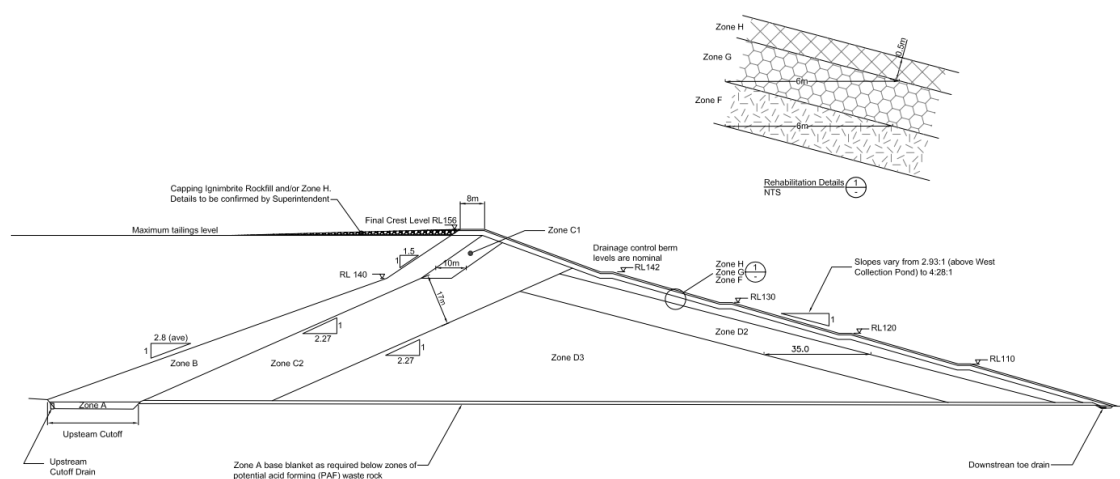 Zone H
0.5m
Zone G
6m
Zone F
6m
Rehabilitation Details
1
-
NTS
Capping Ignimbrite Rockfill and/or Zone H.
Details to be confirmed by Superintendent
8m
Final Crest Level RL156
Maximum tailings level
Zone C1
Drainage control berm
levels are nominal
RL142
Zone H
Zone G
Zone F
1
-
Slopes vary from 2.93:1 (above West
Collection Pond) to 4:28:1
1.5
1
RL 140
10m
17m
RL130
1
RL120
2.8 (ave)
1
1
2.27
1
2.27
Zone D2
35.0
RL110
Zone B
Zone C2
Zone D3
Zone A
Upsteam Cutoff
Upstream
Cutoff Drain
Zone A base blanket as required below zones of
potential acid forming (PAF) waste rock
Downstrean toe drain